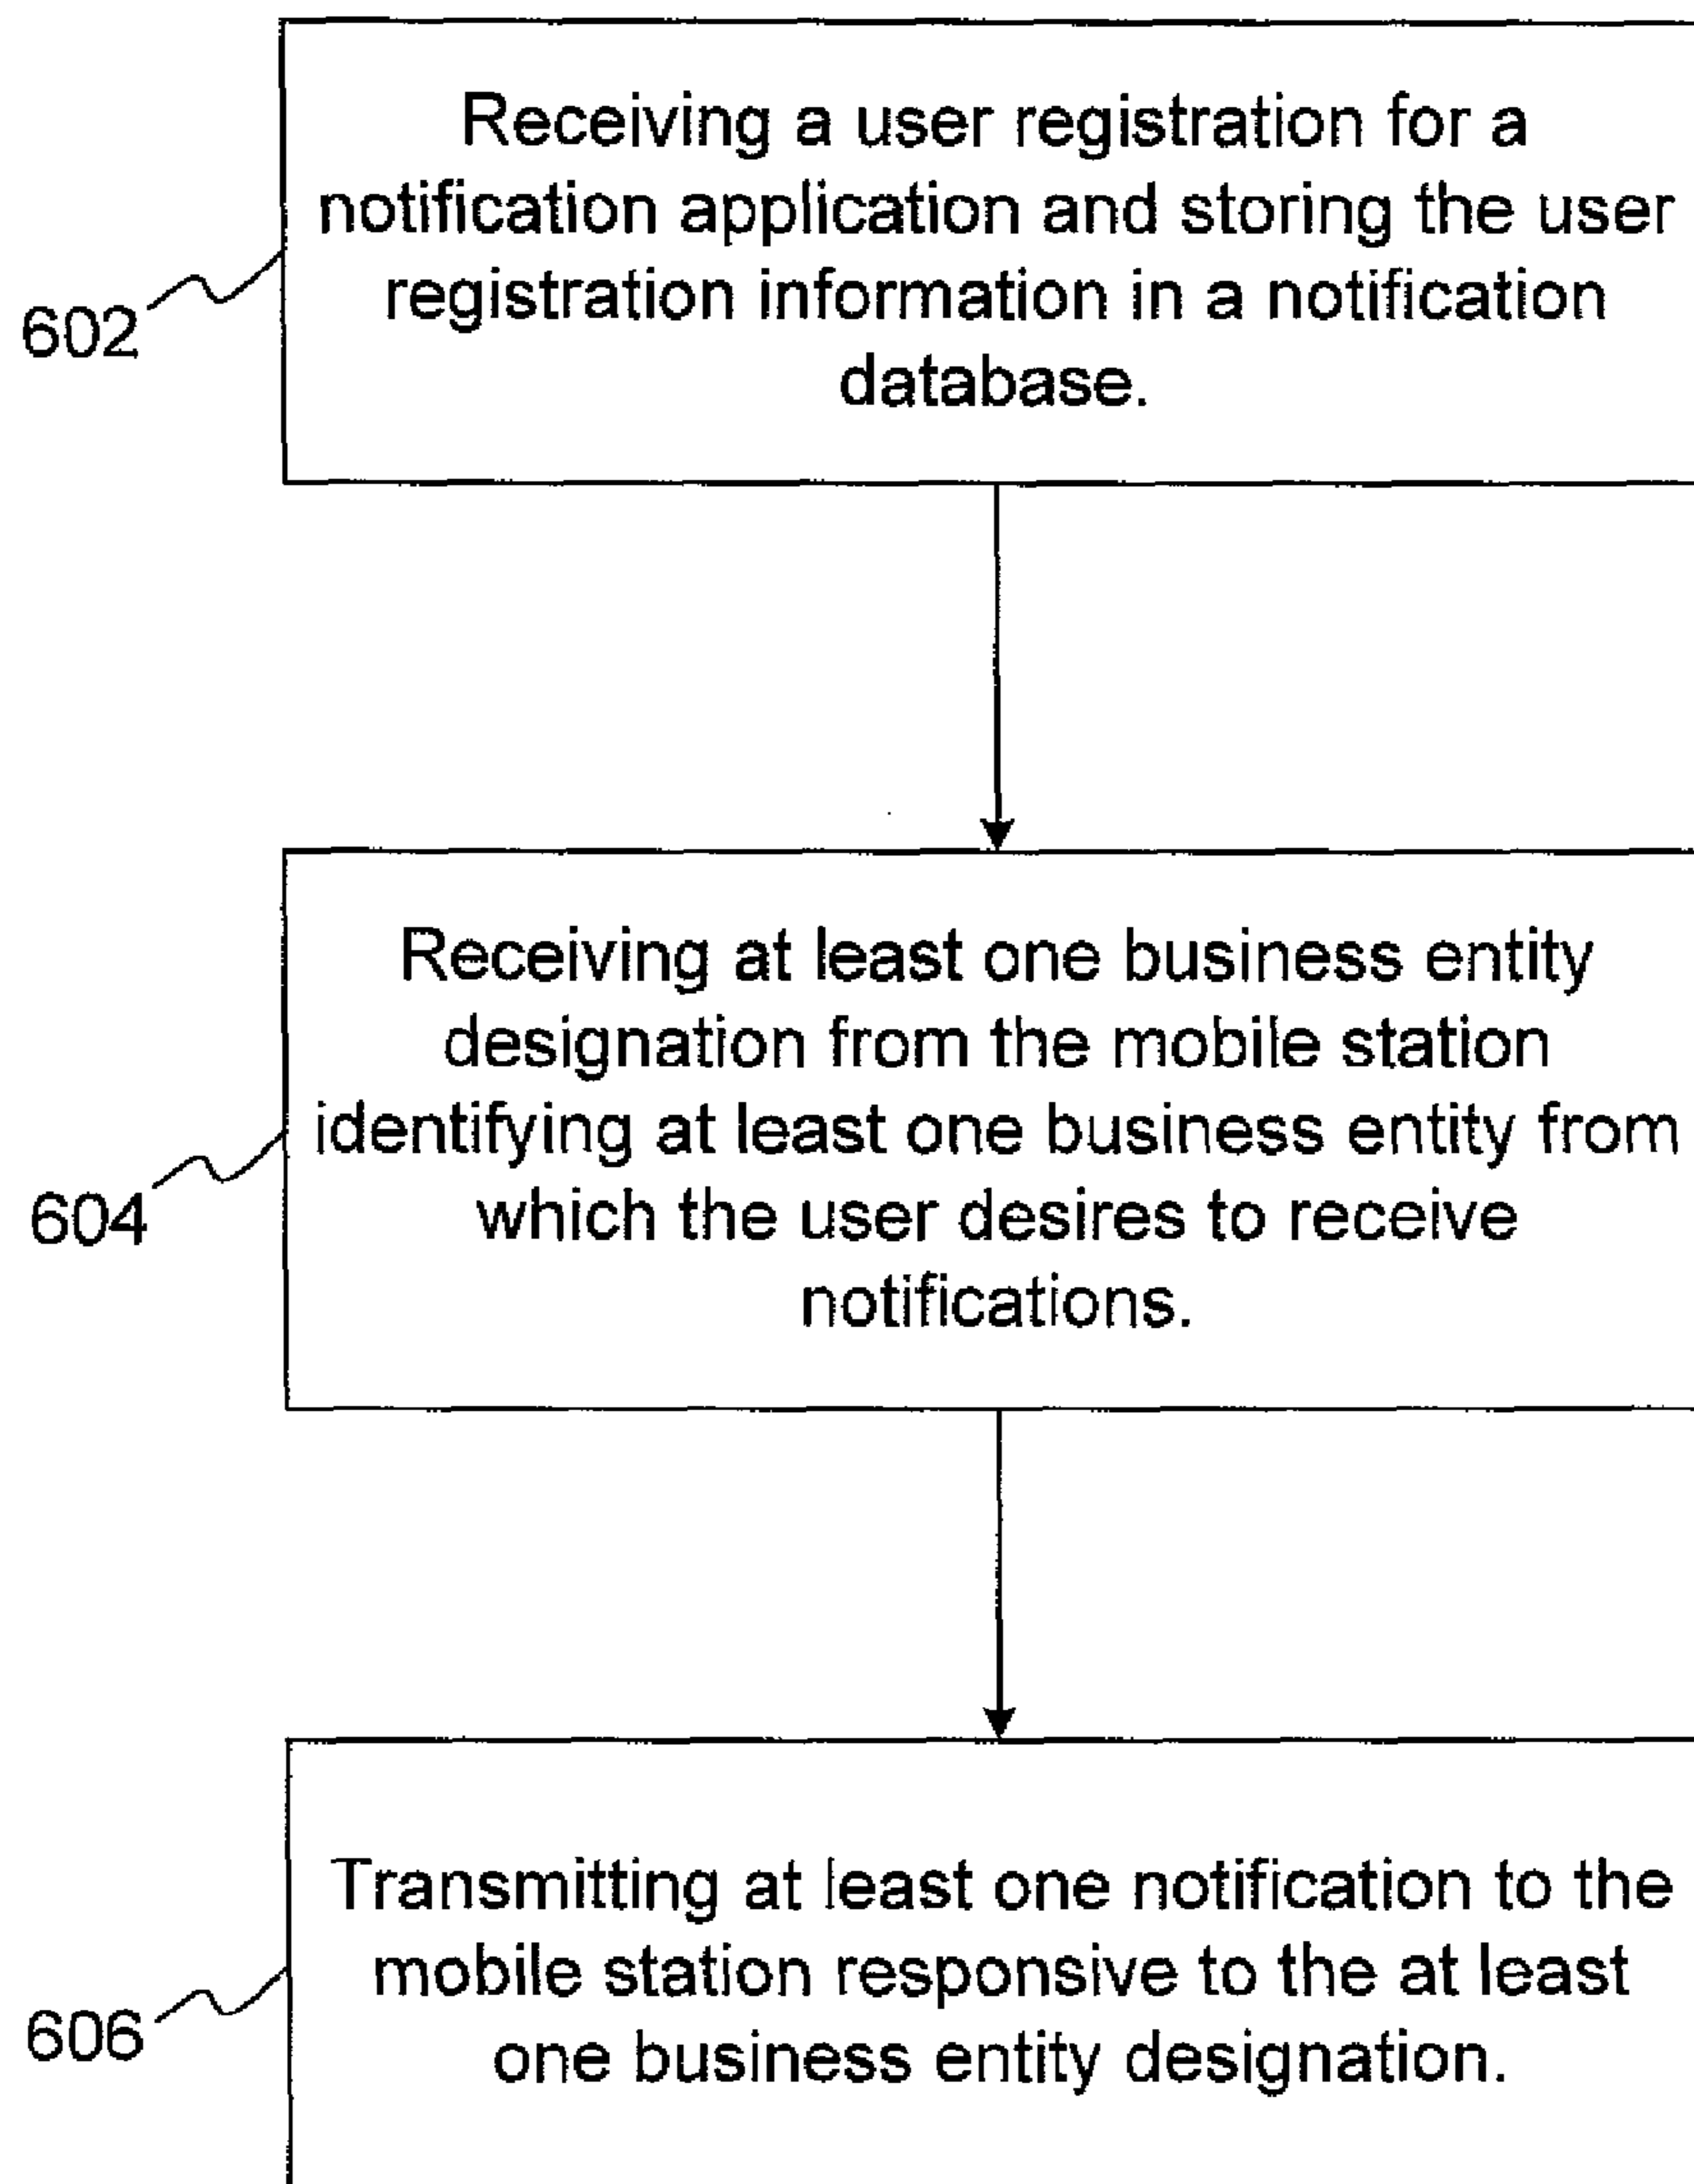 Receiving a user registration for a
notification application and storing the user
registration information in a notification
database.
602
Receiving at least one business entity
designation from the mobile station
identifying at least one business entity from
which the user desires to receive
notifications.
604
Transmitting at least one notification to the
mobile station responsive to the at least
one business entity designation.
606